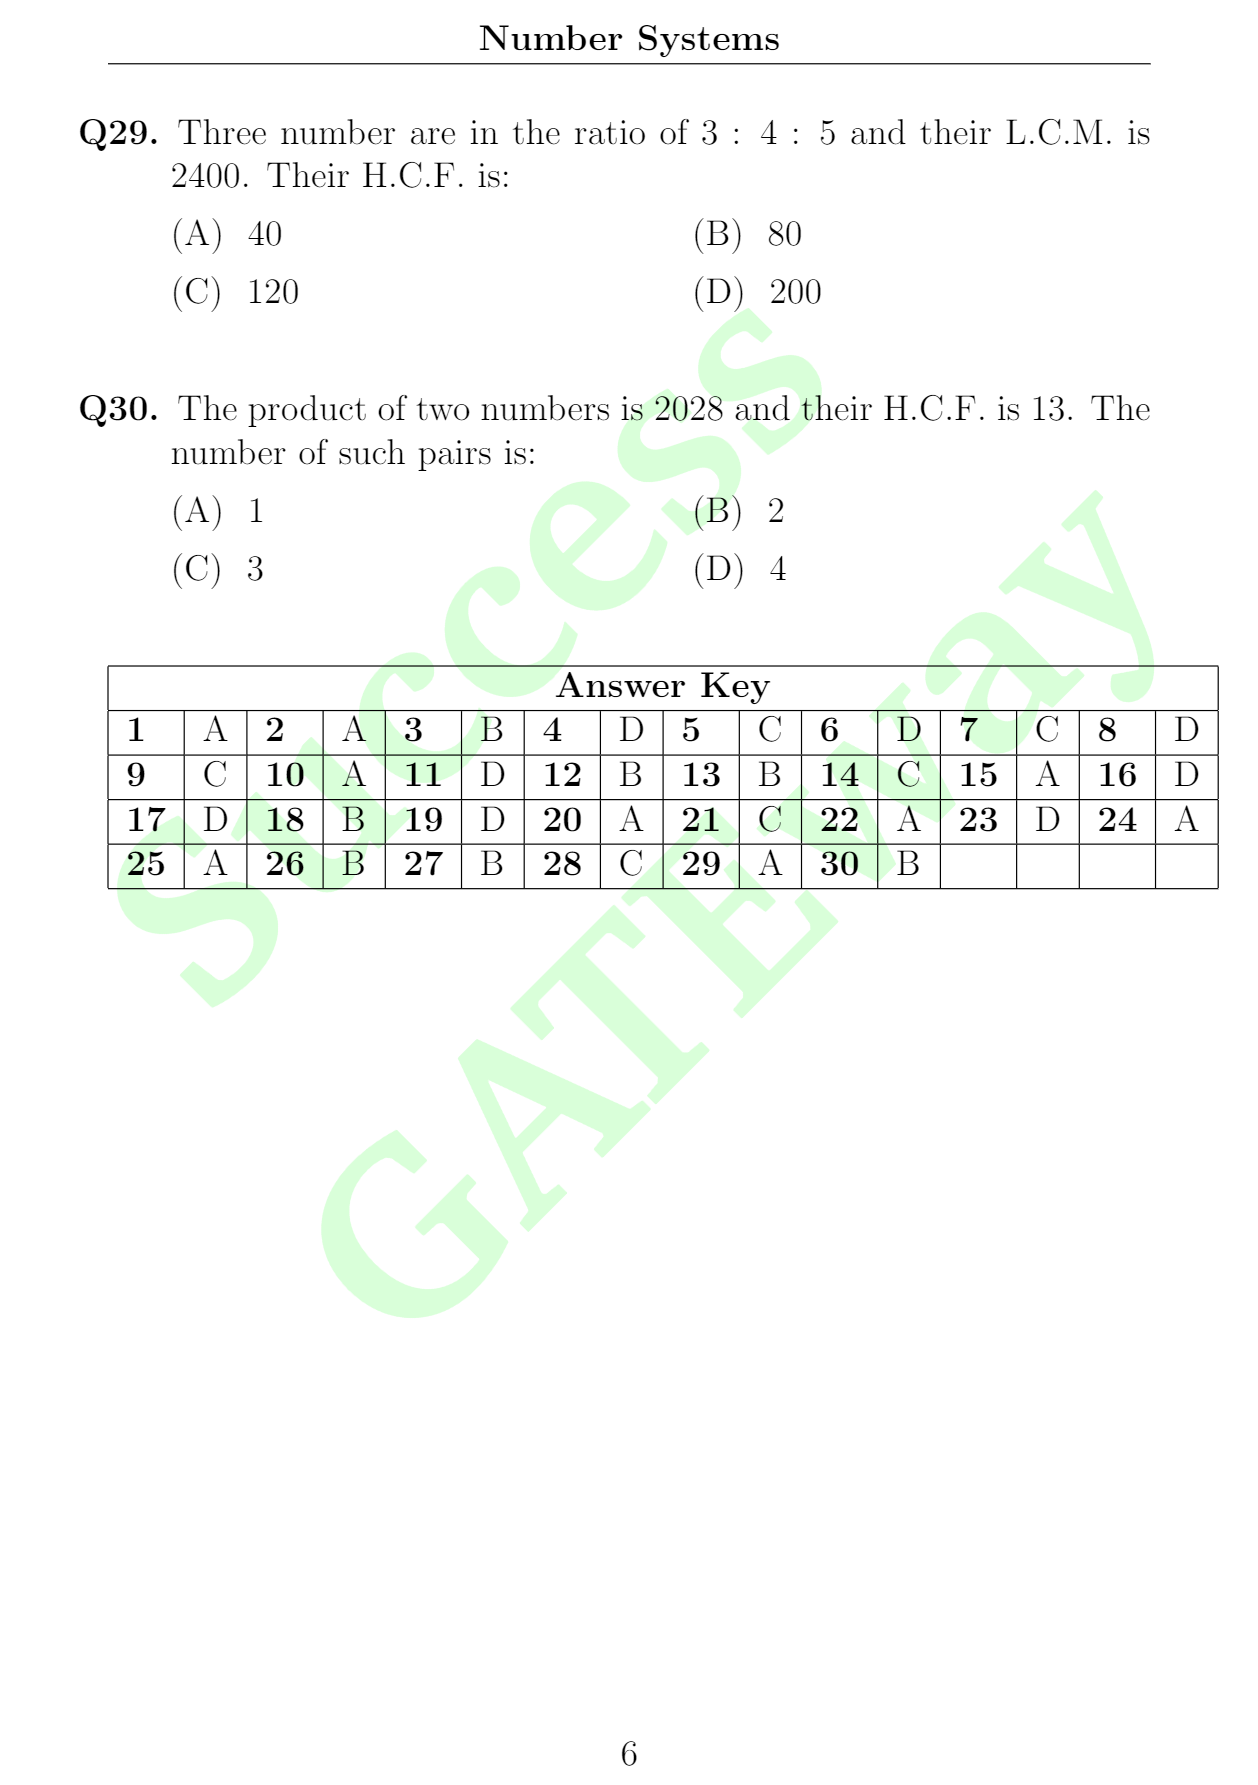 Number Systems
Q29. Three number are in the ratio of 3 : 4 : 5 and their L.C.M. is
2400. Their H.C.F. is:
(A) 40 (B) 80
(C) 120 (D) 200
Q30. The product of two numbers is 2028 and their H.C.F. is 13. The
number of such pairs is:
(A) 1 (B) 2
(C) 3 (D) 4
Answer Key
1 A 2 A 3 B 4 D 5 C 6 D 7 C 8 D
9 C 10 A 11 D 12 B 13 B 14 C 15 A 16 D
17 D 18 B 19 D 20 A 21 C 22 A 23 D 24 A
25 A 26 B 27 B 28 C 29 A 30 B
Success
GATEway
6